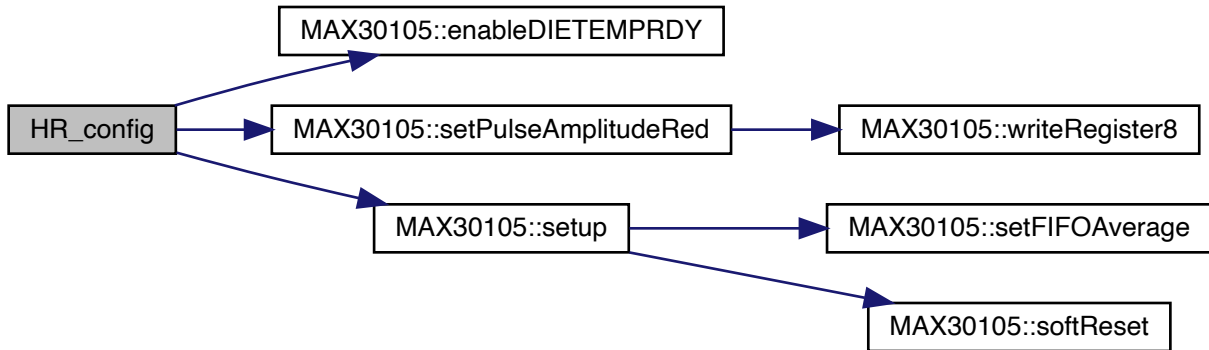 MAX30105::enableDIETEMPRDY
HR_config
MAX30105::setPulseAmplitudeRed
MAX30105::writeRegister8
MAX30105::setup
MAX30105::setFIFOAverage
MAX30105::softReset